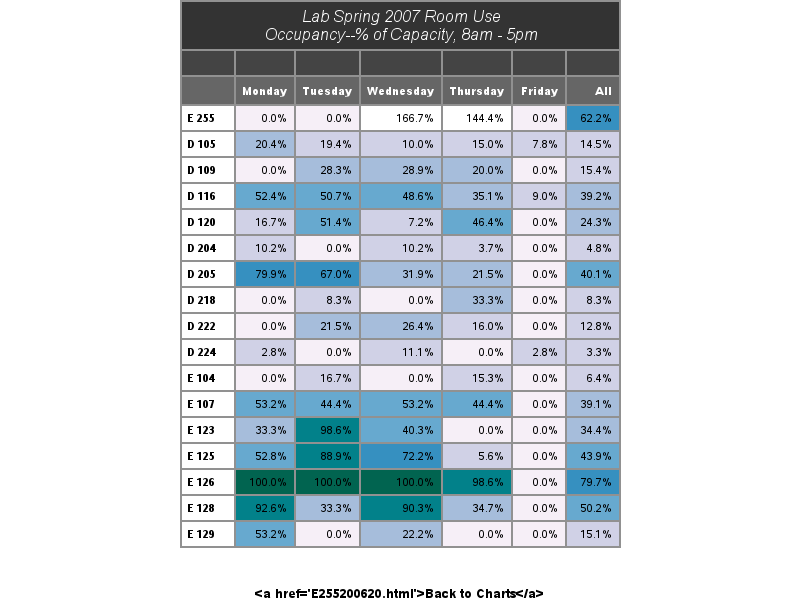 Lab Spring 2007 Room Use
Occupancy--% of Capacity, 8am - 5pm
Monday Tuesday Wednesday Thursday Friday All
E 255 0.0% 0.0% 166.7% 144.4% 0.0% 62.2%
D 105 20.4% 19.4% 10.0% 15.0% 7.8% 14.5%
D 109 0.0% 28.3% 28.9% 20.0% 0.0% 15.4%
D 116 52.4% 50.7% 48.6% 35.1% 9.0% 39.2%
D 120 16.7% 51.4% 7.2% 46.4% 0.0% 24.3%
D 204 10.2% 0.0% 10.2% 3.7% 0.0% 4.8%
D 205 79.9% 67.0% 31.9% 21.5% 0.0% 40.1%
D 218 0.0% 8.3% 0.0% 33.3% 0.0% 8.3%
D 222 0.0% 21.5% 26.4% 16.0% 0.0% 12.8%
D 224 2.8% 0.0% 11.1% 0.0% 2.8% 3.3%
E 104 0.0% 16.7% 0.0% 15.3% 0.0% 6.4%
E 107 53.2% 44.4% 53.2% 44.4% 0.0% 39.1%
E 123 33.3% 98.6% 40.3% 0.0% 0.0% 34.4%
E 125 52.8% 88.9% 72.2% 5.6% 0.0% 43.9%
E 126 100.0% 100.0% 100.0% 98.6% 0.0% 79.7%
E 128 92.6% 33.3% 90.3% 34.7% 0.0% 50.2%
E 129 53.2% 0.0% 22.2% 0.0% 0.0% 15.1%
<a href='E255200620.html'>Back to Charts</a>